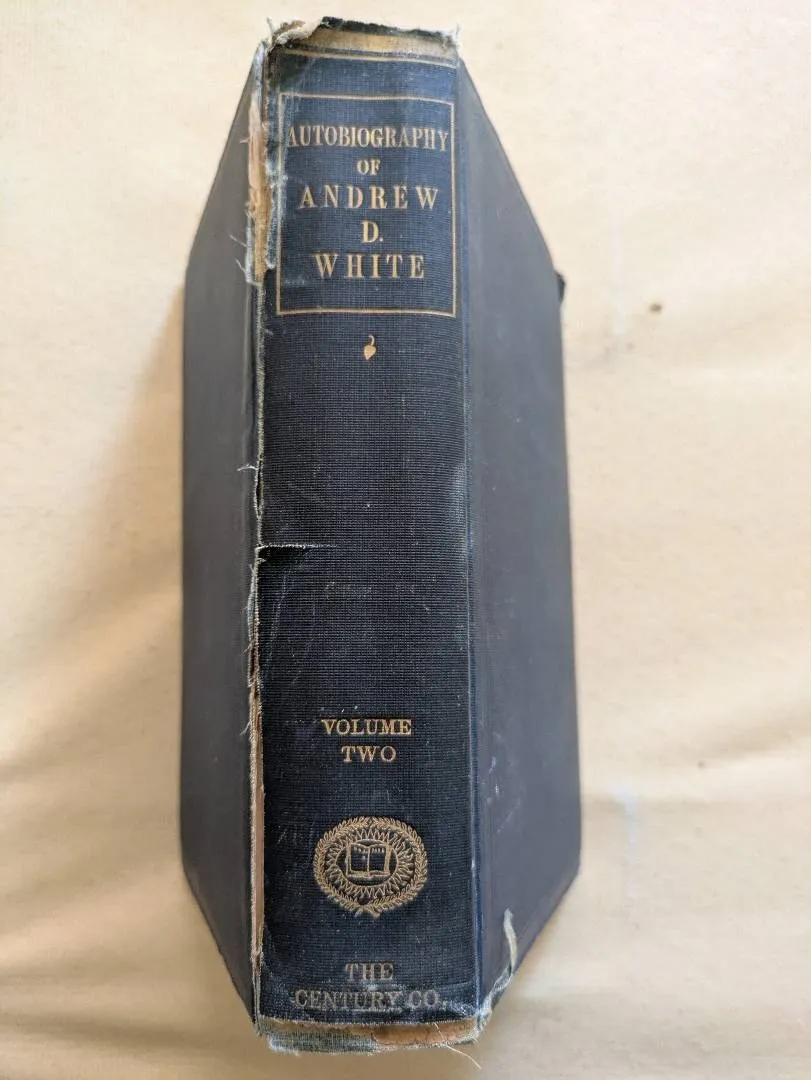 AUTOBIOGRAPHY
OF
ANDREW
D.
WHITE
VOLUME
TWO
THE
CENTURY CO.